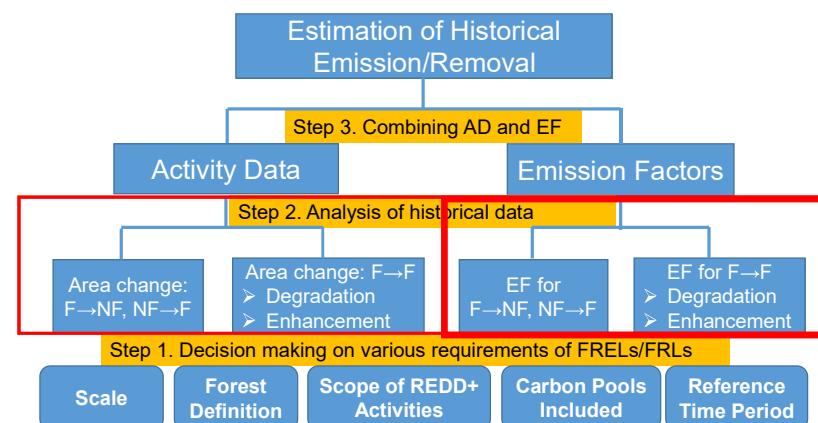 Estimation of Historical
Emission/Removal
Step 3. Combining AD and EF
Activity Data
Emission Factors
Step 2. Analysis of historical data
Area change:
F→NF, NF→F
Area change: F→F
➢ Degradation
➢ Enhancement
EF for
F→NF, NF→F
EF for F→F
➢ Degradation
➢ Enhancement
Step 1. Decision making on various requirements of FRELs/FRLs
Scale
Forest
Definition
Scope of REDD+
Activities
Carbon Pools
Included
Reference
Time Period